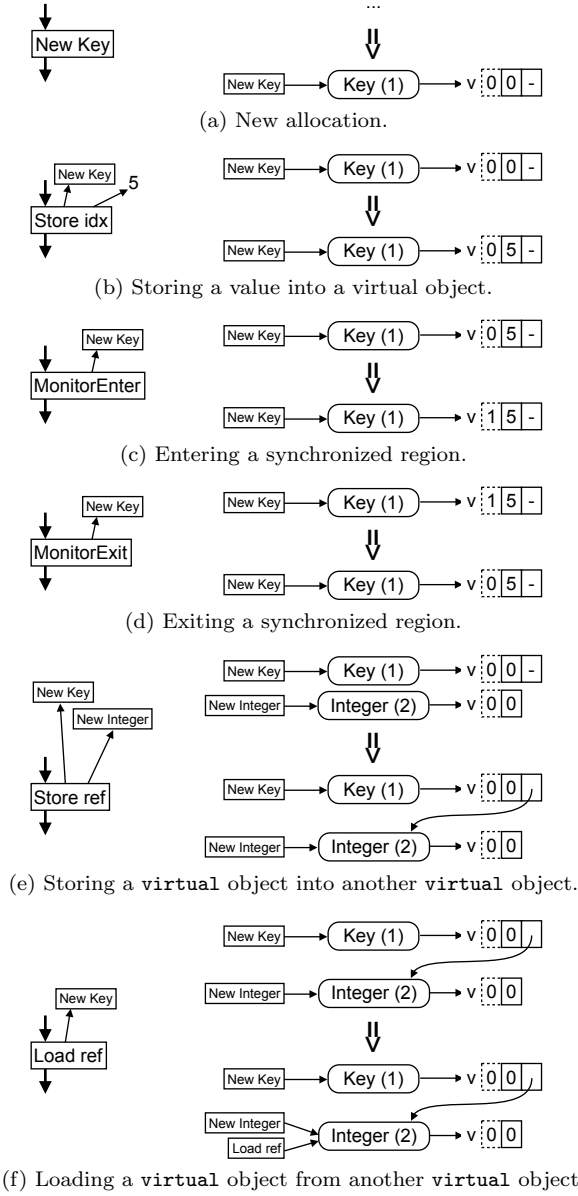 ...
New Key
New Key Key (1) v 0 0 -
(a) New allocation.
New Key 5
Store idx
New Key Key (1) v 0 0 -
New Key Key (1) v 0 5 -
(b) Storing a value into a virtual object.
New Key
MonitorEnter
New Key Key (1) v 0 5 -
New Key Key (1) v 1 5 -
(c) Entering a synchronized region.
New Key
MonitorExit
New Key Key (1) v 1 5 -
New Key Key (1) v 0 5 -
(d) Exiting a synchronized region.
New Key
New Integer
Store ref
New Key Key (1) v 0 0 -
New Integer Integer (2) v 0 0
New Key Key (1) v 0 0
New Integer Integer (2) v 0 0
(e) Storing a virtual object into another virtual object.
New Key
Load ref
New Key Key (1) v 0 0
New Integer Integer (2) v 0 0
New Key Key (1) v 0 0
New Integer
Load ref
Integer (2) v 0 0
(f) Loading a virtual object from another virtual object